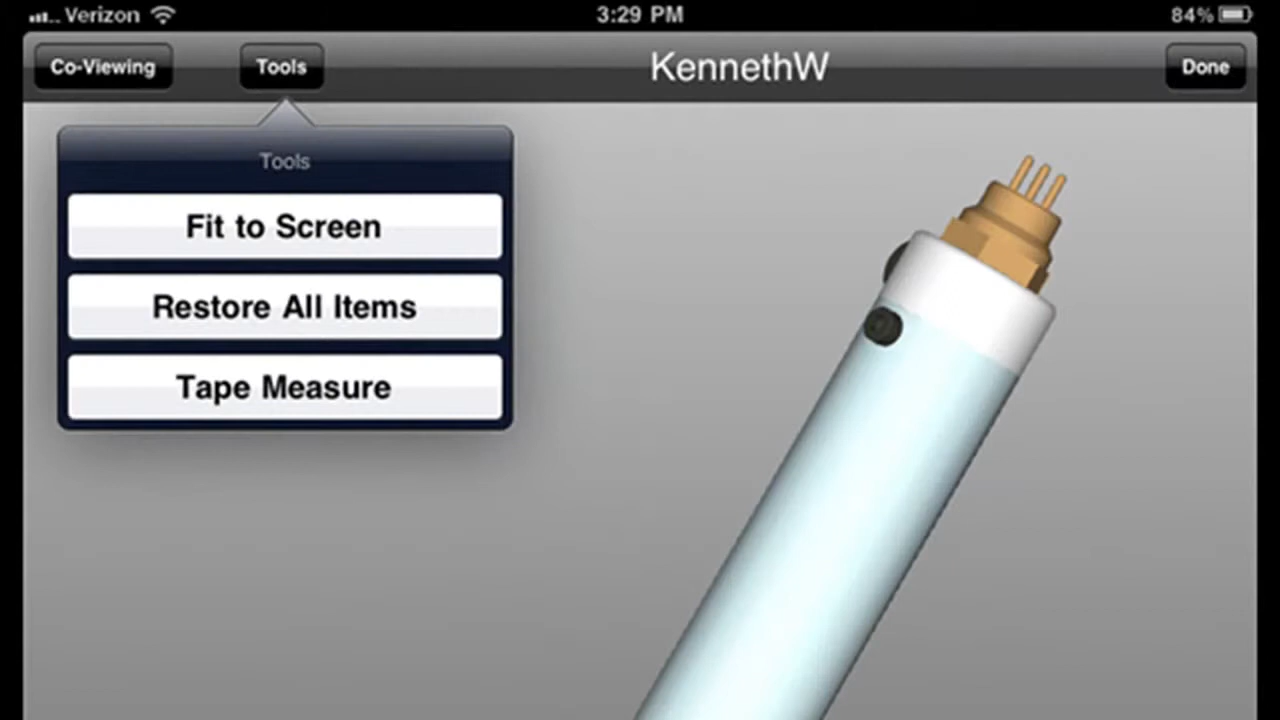 Verizon
3:29 PM
84%
Co-Viewing
Tools
KennethW
Done
Tools
Fit to Screen
Restore All Items
Tape Measure